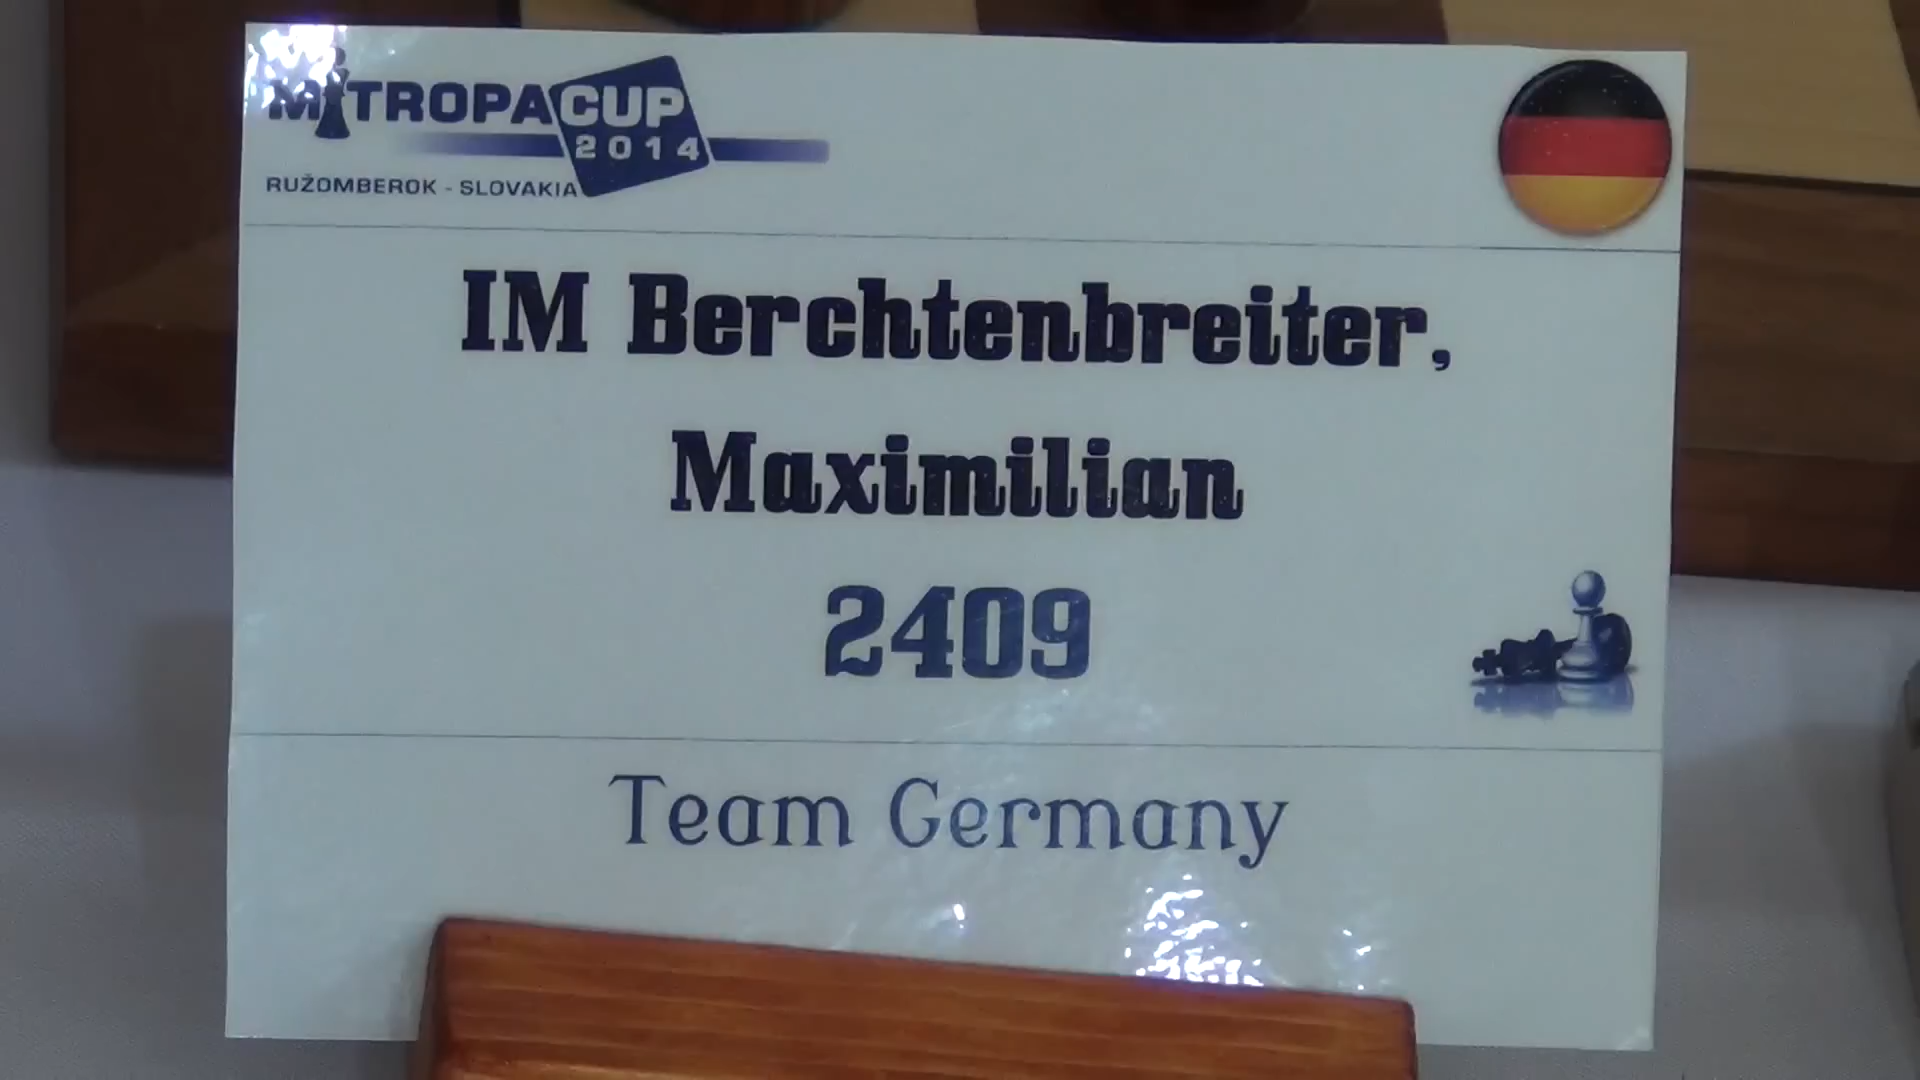 MITROPACUP
2014
RUŽOMBEROK - SLOVAKIA
IM Berchtenbreiter,
Maximilian
2409
Team Germany